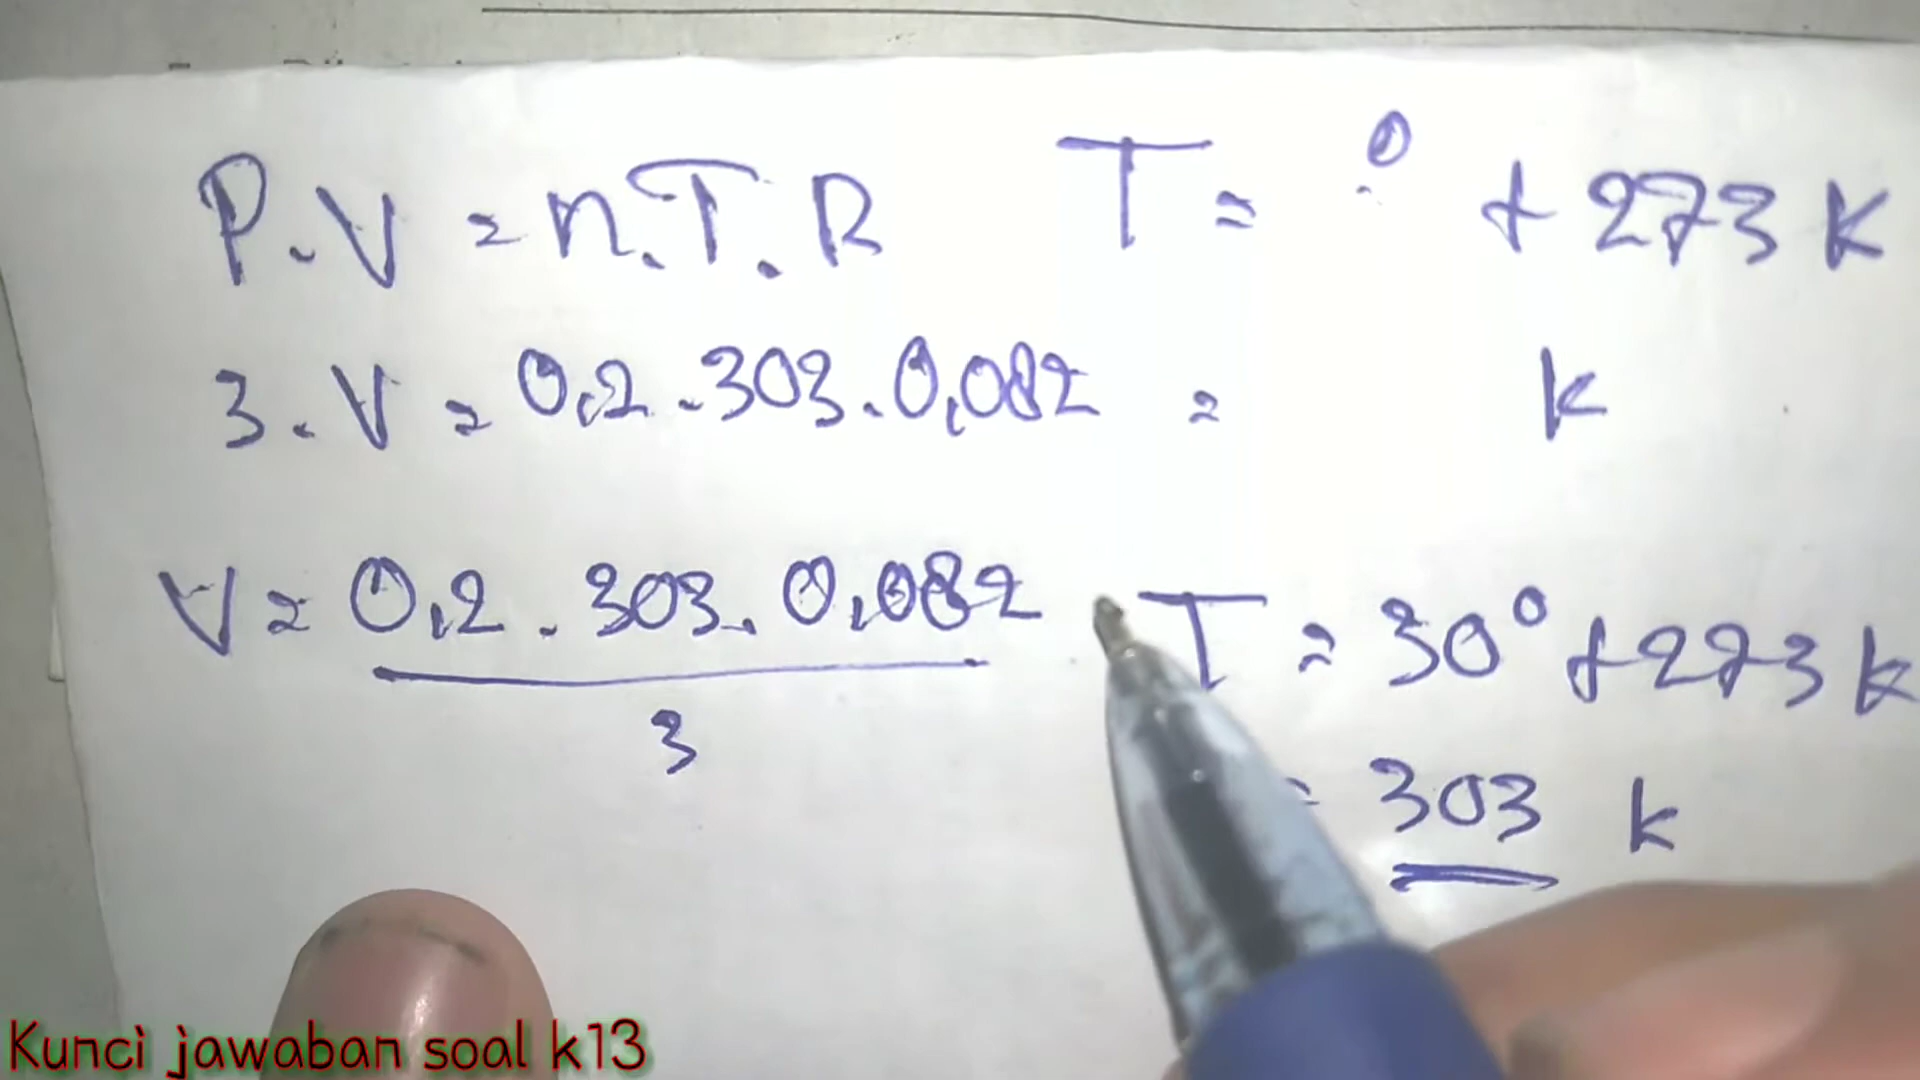 P.V = n.T.R
3.V = 0,2 . 303 . 0,082
V = 0,2 . 303 . 0,082
3
T = ° + 273 K
= K
T = 30° + 273 K
= 303 K
Kunci jawaban soal k13